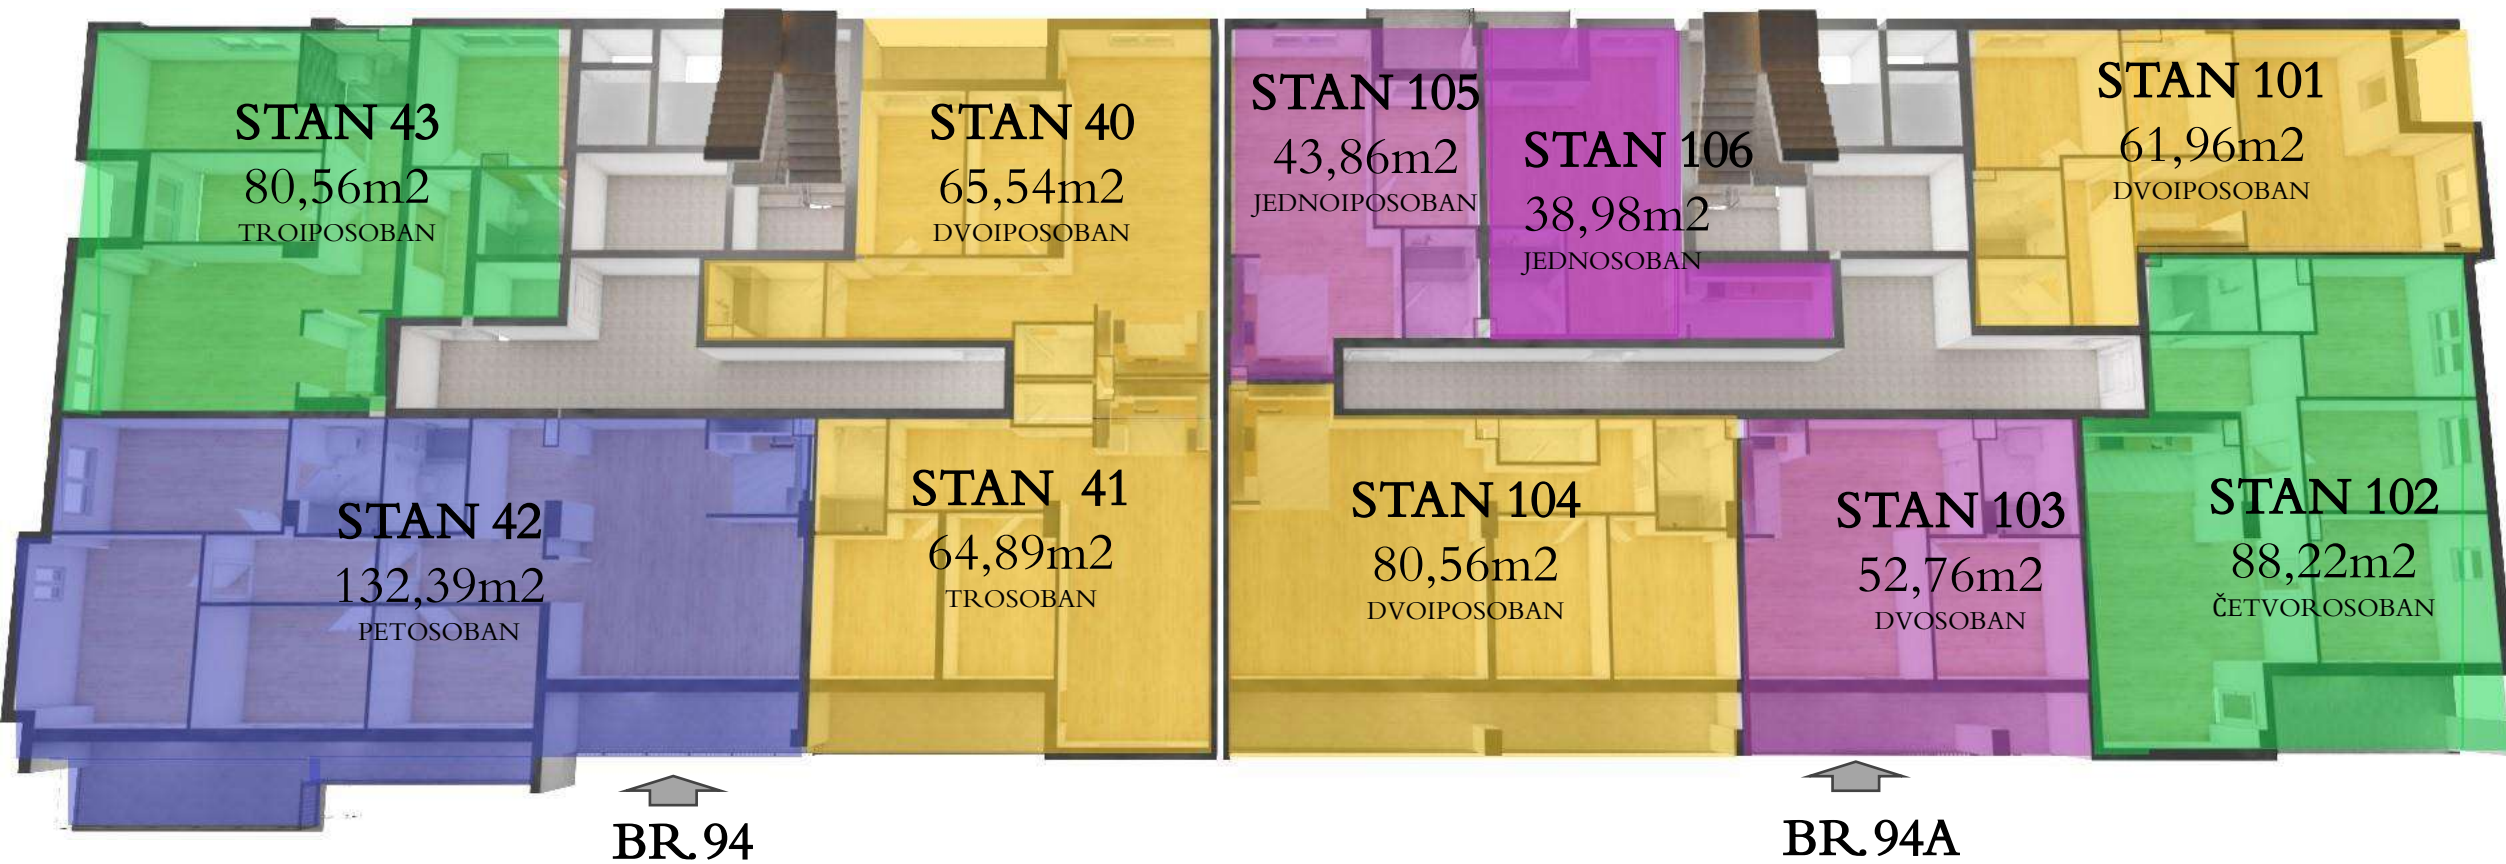 STAN 43
80,56m2
TROIPOSOBAN
STAN 40
65,54m2
DVOIPOSOBAN
STAN 105
43,86m2
JEDNOIPOSOBAN
STAN 106
38,98m2
JEDNOSOBAN
STAN 101
61,96m2
DVOIPOSOBAN
STAN 42
132,39m2
PETOSOBAN
STAN 41
64,89m2
TROSOBAN
STAN 104
80,56m2
DVOIPOSOBAN
STAN 103
52,76m2
DVOSOBAN
STAN 102
88,22m2
ČETVOROSOBAN
BR. 94
BR. 94A